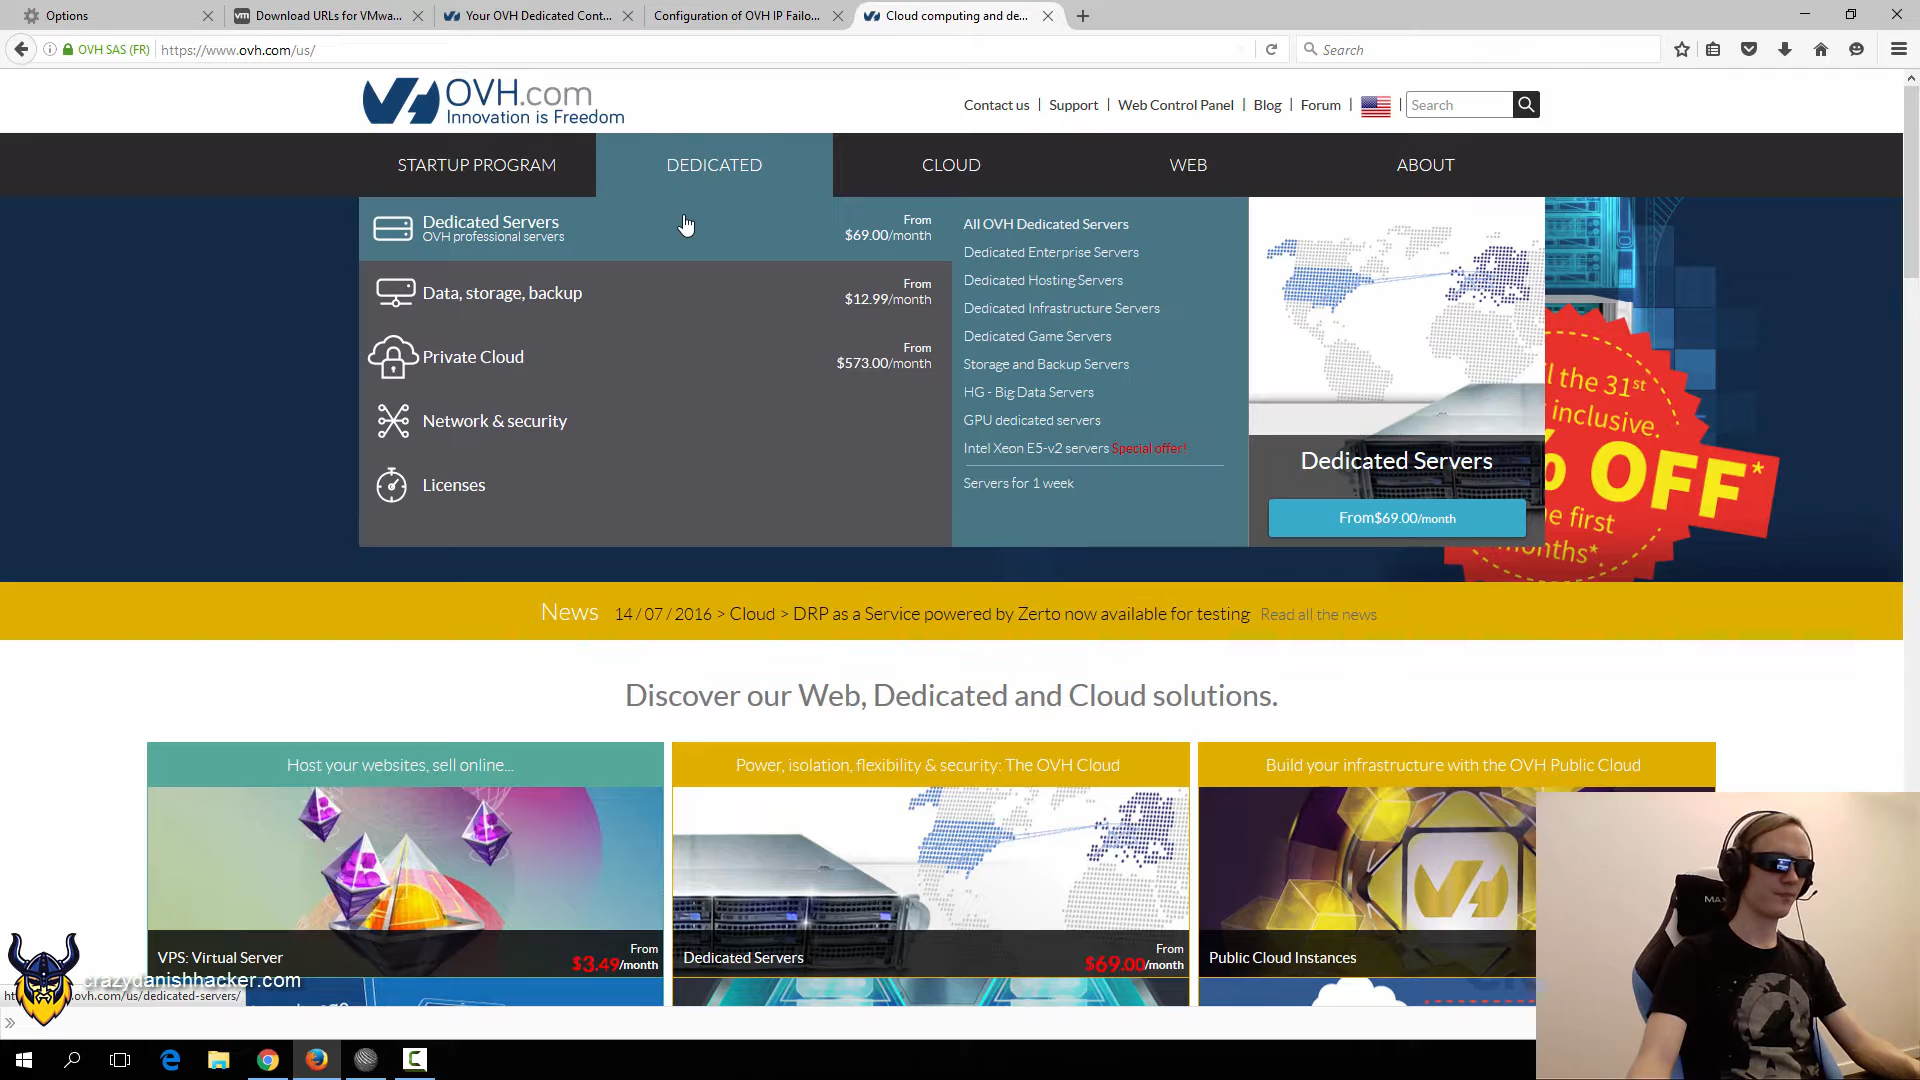 Options
Download URLs for VMwa...
Your OVH Dedicated Cont...
Configuration of OVH IP Failo...
Cloud computing and de...
OVH SAS (FR)
https://www.ovh.com/us/
Search
OVH.com
Innovation is Freedom
Contact us
Support
Web Control Panel
Blog
Forum
Search
STARTUP PROGRAM
DEDICATED
CLOUD
WEB
ABOUT
Dedicated Servers
OVH professional servers
From
$69.00/month
Data, storage, backup
From
$12.99/month
Private Cloud
From
$573.00/month
Network & security
Licenses
All OVH Dedicated Servers
Dedicated Enterprise Servers
Dedicated Hosting Servers
Dedicated Infrastructure Servers
Dedicated Game Servers
Storage and Backup Servers
HG - Big Data Servers
GPU dedicated servers
Intel Xeon E5-v2 servers Special offer!
Servers for 1 week
Dedicated Servers
From$69.00/month
the 31st
inclusive.
% OFF*
first
months*
News 14 / 07 / 2016 > Cloud > DRP as a Service powered by Zerto now available for testing Read all the news
Discover our Web, Dedicated and Cloud solutions.
Host your websites, sell online...
VPS: Virtual Server
From
$3.49/month
Power, isolation, flexibility & security: The OVH Cloud
Dedicated Servers
From
$69.00/month
Build your infrastructure with the OVH Public Cloud
Public Cloud Instances
crazydanishhacker.com
.ovh.com/us/dedicated-servers/
MAX